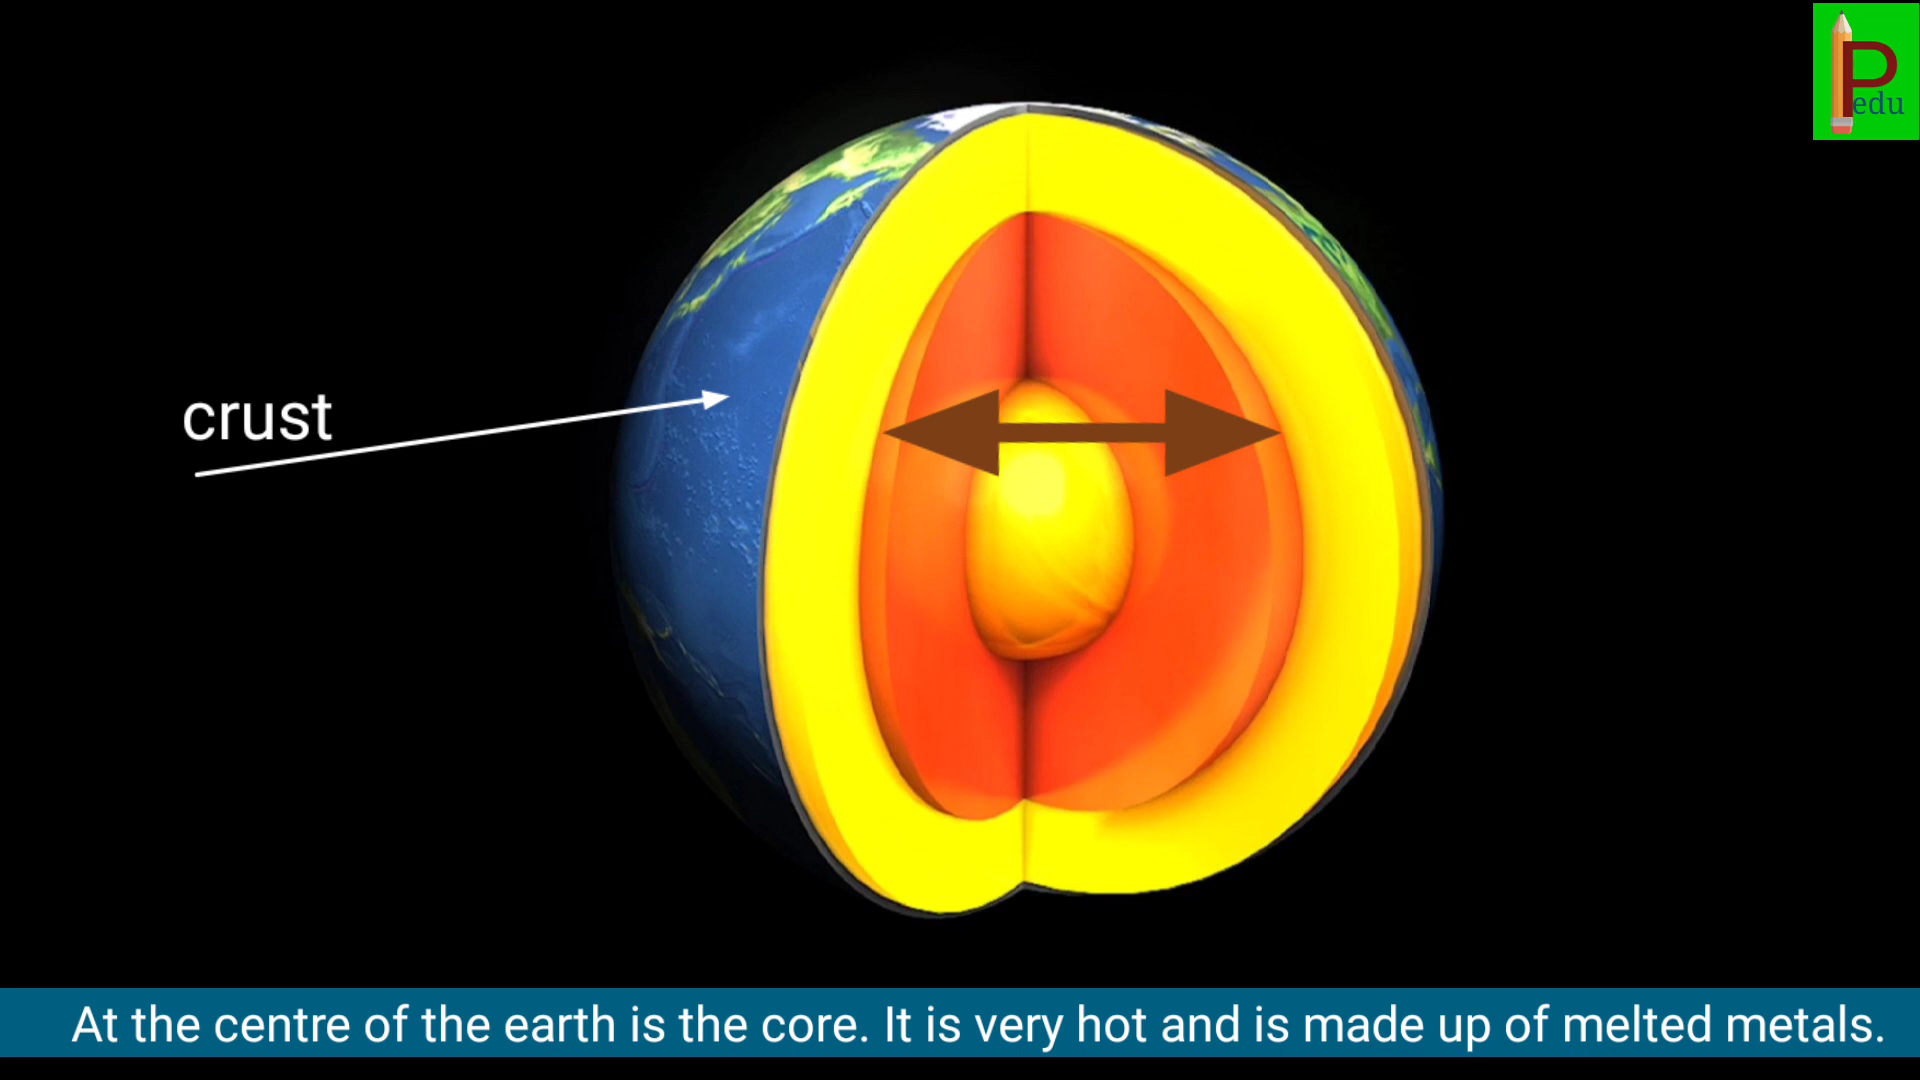 P
edu
crust
At the centre of the earth is the core. It is very hot and is made up of melted metals.